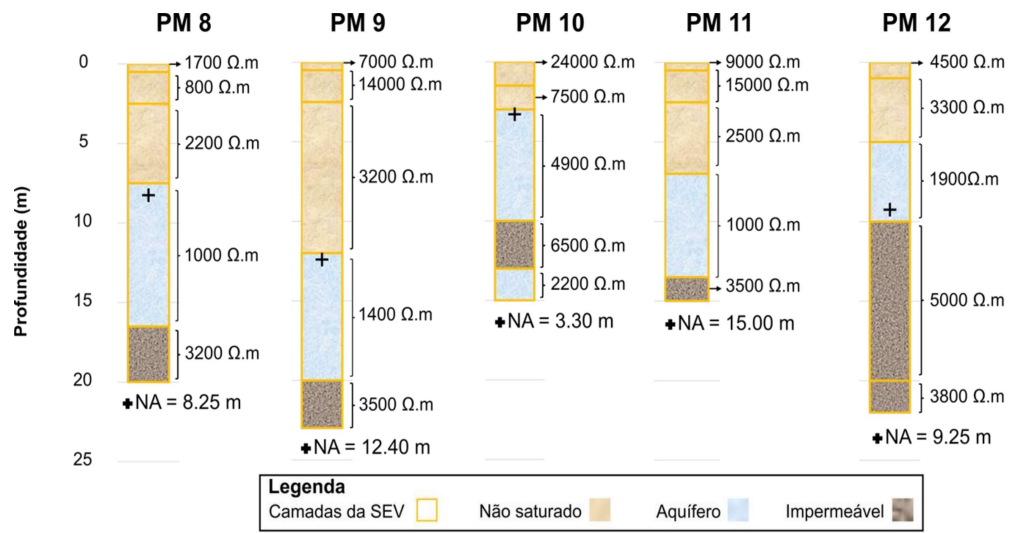 PM 8
PM 9
PM 10
PM 11
PM 12
Profundidade (m)
0
5
10
15
20
25
1700 Ω.m
800 Ω.m
2200 Ω.m
1000 Ω.m
3200 Ω.m
NA = 8.25 m
7000 Ω.m
14000 Ω.m
3200 Ω.m
1400 Ω.m
3500 Ω.m
NA = 12.40 m
24000 Ω.m
7500 Ω.m
4900 Ω.m
6500 Ω.m
2200 Ω.m
NA = 3.30 m
9000 Ω.m
15000 Ω.m
2500 Ω.m
1000 Ω.m
3500 Ω.m
NA = 15.00 m
4500 Ω.m
3300 Ω.m
1900Ω.m
5000 Ω.m
3800 Ω.m
NA = 9.25 m
Legenda
Camadas da SEV
Não saturado
Aquífero
Impermeável